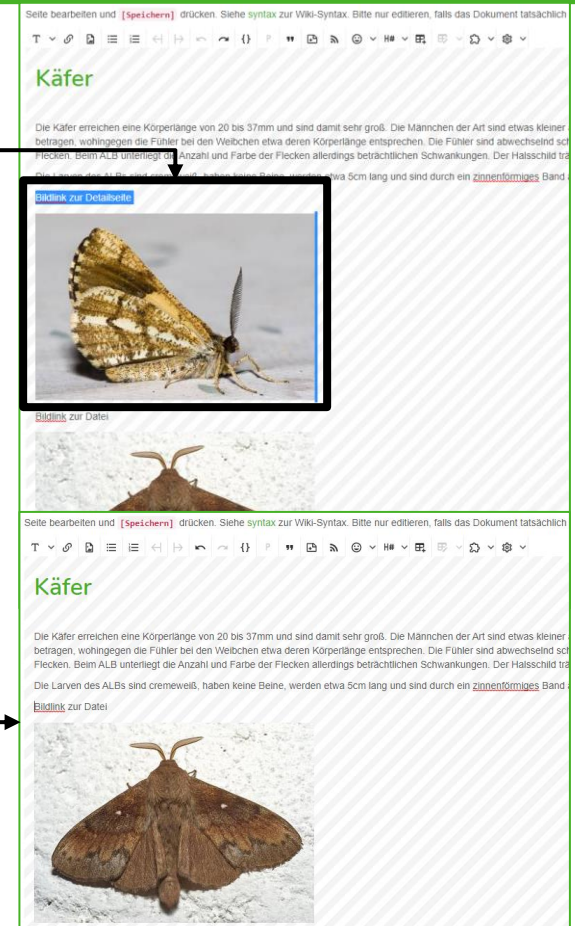 Seite bearbeiten und [Speichern] drücken. Siehe syntax zur Wiki-Syntax. Bitte nur editieren, falls das Dokument tatsächlich
Käfer
Die Käfer erreichen eine Körperlänge von 20 bis 37mm und sind damit sehr groß. Die Männchen der Art sind etwas kleiner
betragen, wohingegen die Fühler bei den Weibchen etwa deren Körperlänge entsprechen. Die Fühler sind abwechselnd sch
Flecken. Beim ALB unterliegt die Anzahl und Farbe der Flecken allerdings beträchtlichen Schwankungen. Der Halsschild trä
Die Larven des ALBs sind cremeweiß, haben keine Beine, werden etwa 5cm lang und sind durch ein zinnenförmiges Band
Bildlink zur Detailseite
Bildlink zur Datei
Seite bearbeiten und [Speichern] drücken. Siehe syntax zur Wiki-Syntax. Bitte nur editieren, falls das Dokument tatsächlich
Käfer
Die Käfer erreichen eine Körperlänge von 20 bis 37mm und sind damit sehr groß. Die Männchen der Art sind etwas kleiner
betragen, wohingegen die Fühler bei den Weibchen etwa deren Körperlänge entsprechen. Die Fühler sind abwechselnd sch
Flecken. Beim ALB unterliegt die Anzahl und Farbe der Flecken allerdings beträchtlichen Schwankungen. Der Halsschild trä
Die Larven des ALBs sind cremeweiß, haben keine Beine, werden etwa 5cm lang und sind durch ein zinnenförmiges Band
Bildlink zur Datei